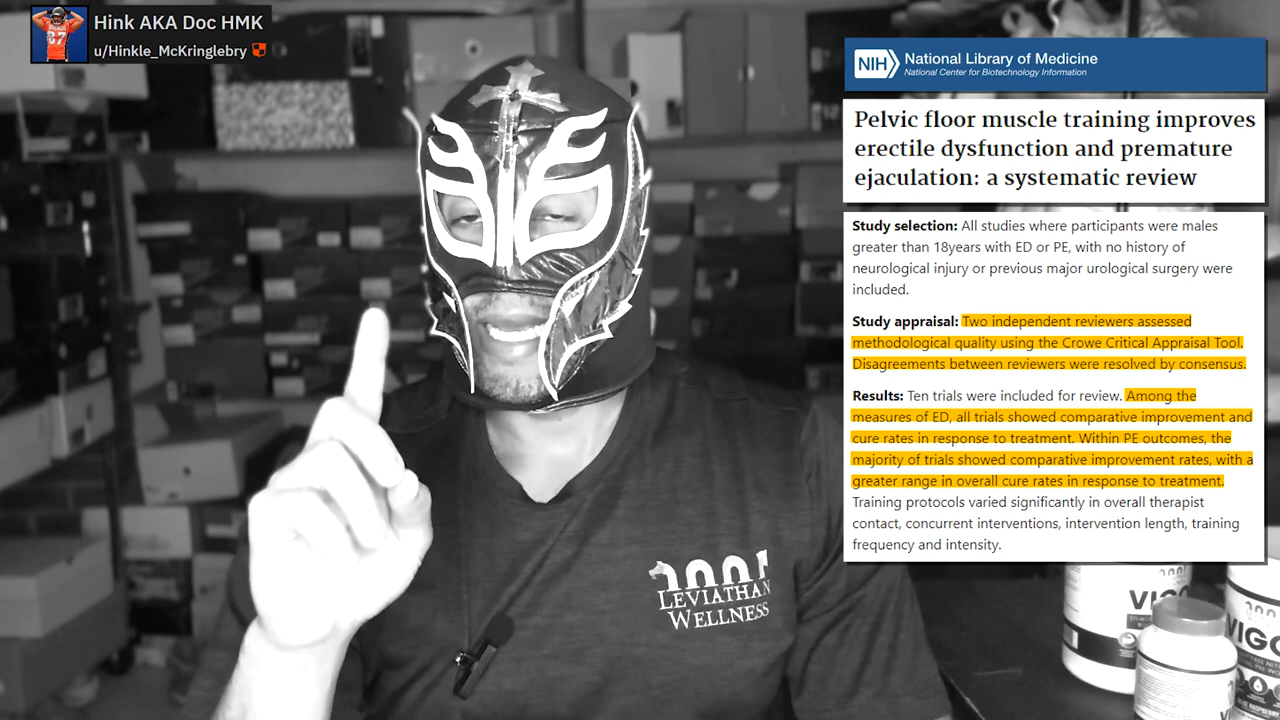 Hink AKA Doc HMK
u/Hinkle_McKringlebry
87
NIH
National Library of Medicine
National Center for Biotechnology Information
Pelvic floor muscle training improves
erectile dysfunction and premature
ejaculation: a systematic review
Study selection: All studies where participants were males
greater than 18years with ED or PE, with no history of
neurological injury or previous major urological surgery were
included.
Study appraisal: Two independent reviewers assessed
methodological quality using the Crowe Critical Appraisal Tool.
Disagreements between reviewers were resolved by consensus.
Results: Ten trials were included for review. Among the
measures of ED, all trials showed comparative improvement and
cure rates in response to treatment. Within PE outcomes, the
majority of trials showed comparative improvement rates, with a
greater range in overall cure rates in response to treatment.
Training protocols varied significantly in overall therapist
contact, concurrent interventions, intervention length, training
frequency and intensity.
LEVIATHAN
WELLNESS